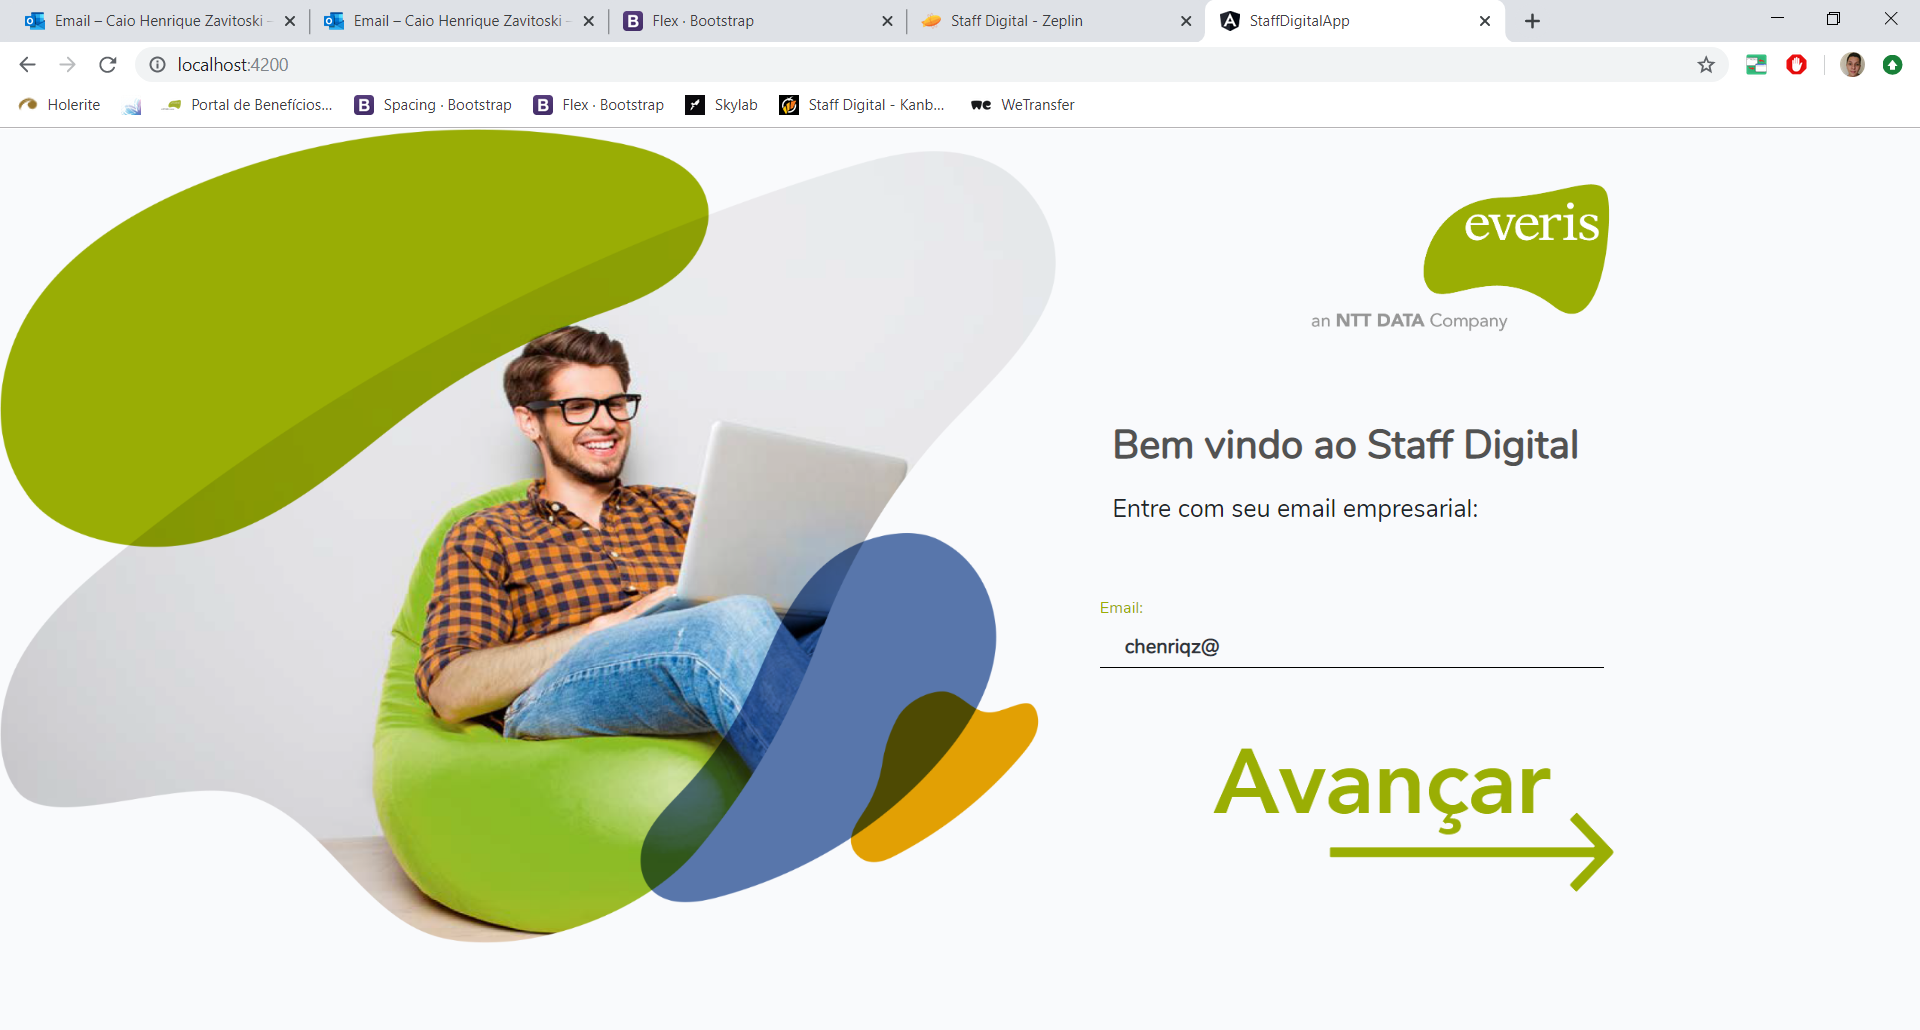 Email – Caio Henrique Zavitoski –
Email – Caio Henrique Zavitoski –
Flex · Bootstrap
Staff Digital - Zeplin
StaffDigitalApp
localhost:4200
Holerite
Portal de Benefícios...
Spacing · Bootstrap
Flex · Bootstrap
Skylab
Staff Digital - Kanb...
WeTransfer
everis
an NTT DATA Company
Bem vindo ao Staff Digital
Entre com seu email empresarial:
Email:
chenriqz@
Avançar